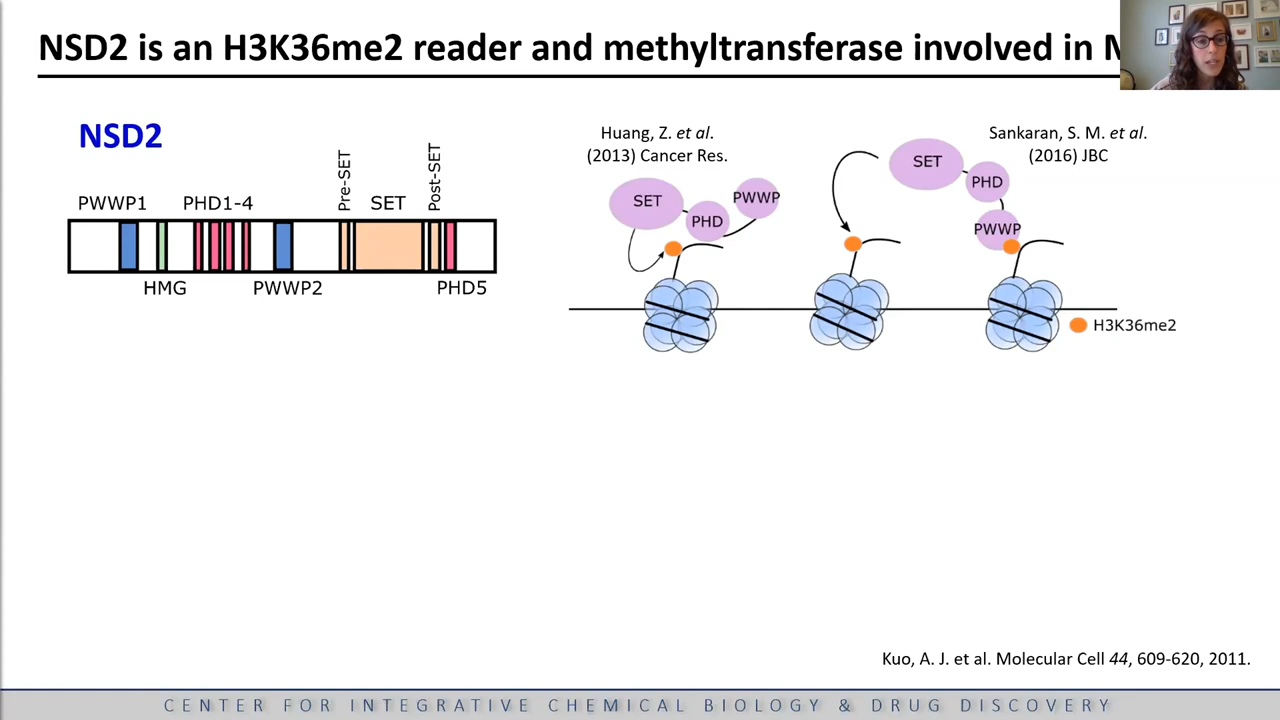 NSD2 is an H3K36me2 reader and methyltransferase involved in
NSD2
PWWP1
PHD1-4
Pre-SET
SET
Post-SET
HMG
PWWP2
PHD5
Huang, Z. et al.
(2013) Cancer Res.
SET
PHD
PWWP
Sankaran, S. M. et al.
(2016) JBC
SET
PHD
PWWP
H3K36me2
Kuo, A. J. et al. Molecular Cell 44, 609-620, 2011.
CENTER FOR INTEGRATIVE CHEMICAL BIOLOGY & DRUG DISCOVERY